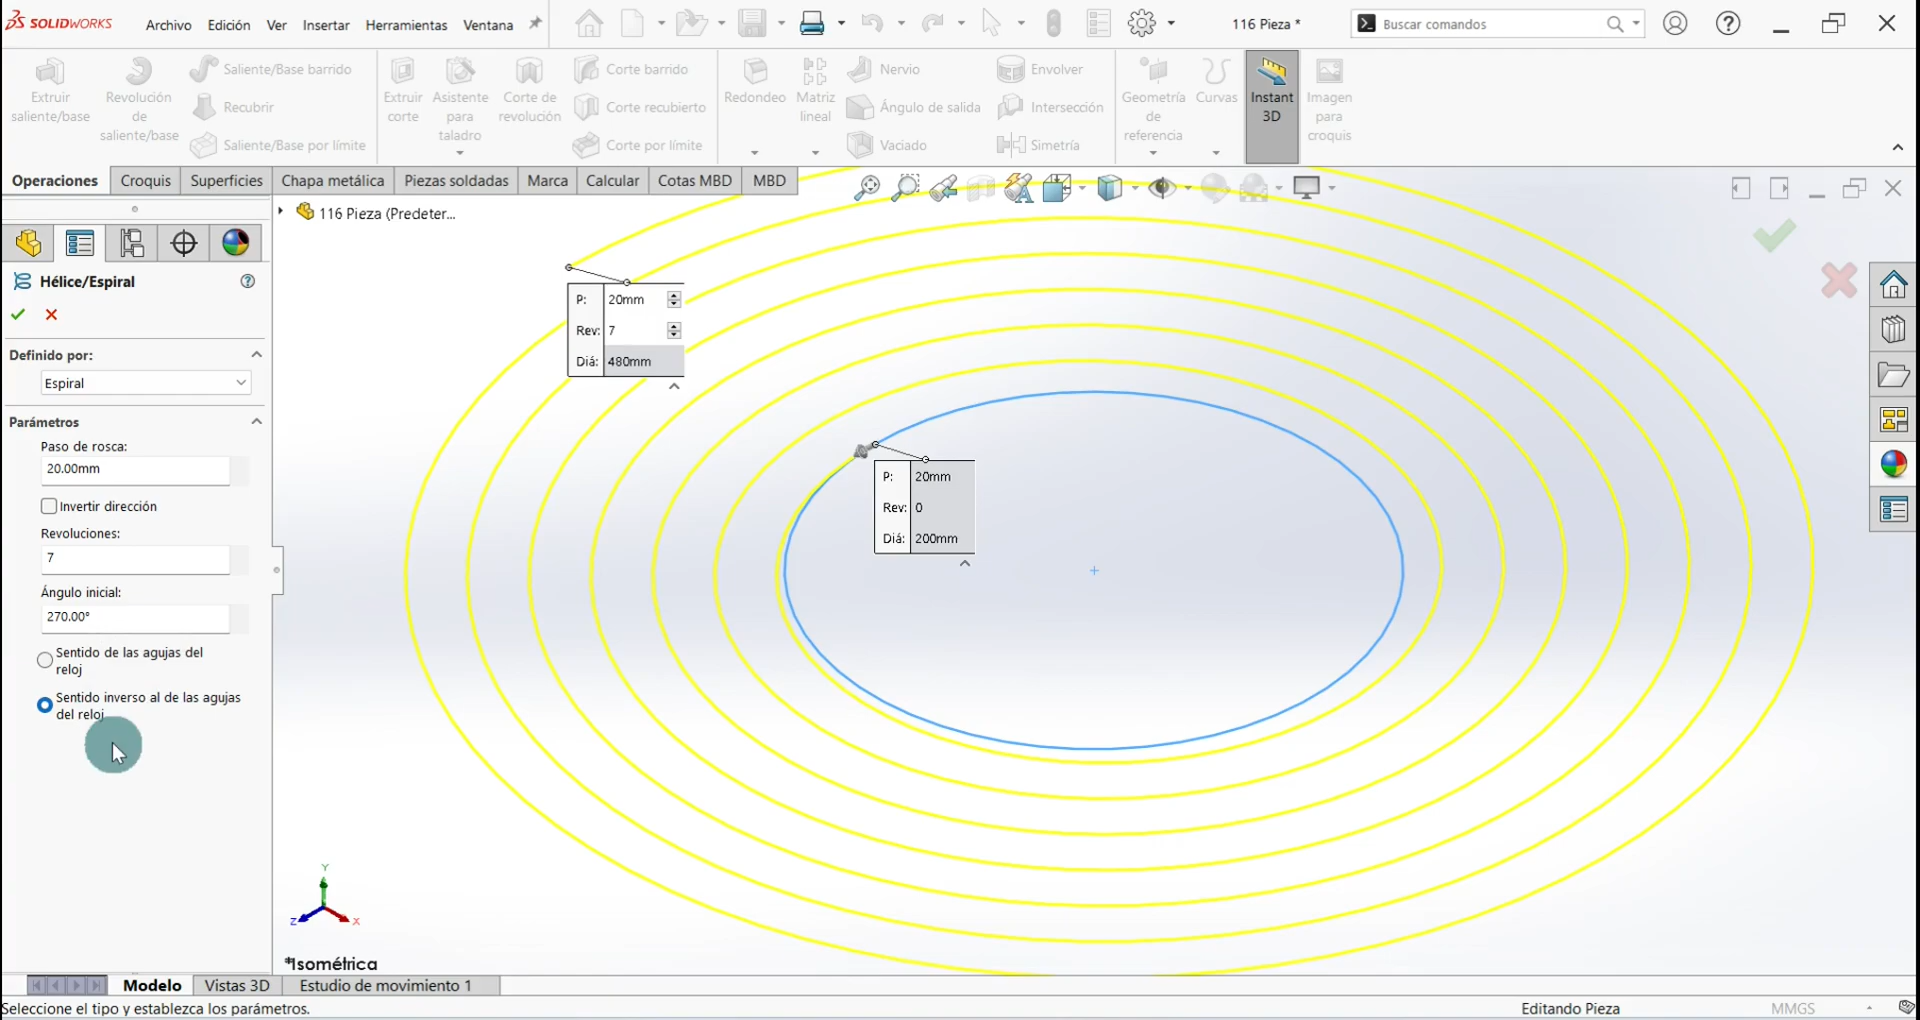 SOLIDWORKS
Archivo Edición Ver Insertar Herramientas Ventana
116 Pieza *
Buscar comandos
Extruir saliente/base
Revolución de saliente/base
Saliente/Base barrido
Recubrir
Saliente/Base por límite
Extruir corte
Asistente para taladro
Corte de revolución
Corte barrido
Corte recubierto
Corte por límite
Redondeo
Matriz lineal
Nervio
Ángulo de salida
Vaciado
Envolver
Intersección
Simetría
Geometría de referencia
Curvas
Instant 3D
Imagen para croquis
Operaciones Croquis Superficies Chapa metálica Piezas soldadas Marca Calcular Cotas MBD MBD
116 Pieza (Predeter...
Hélice/Espiral
Definido por:
Espiral
Parámetros
Paso de rosca:
20.00mm
Invertir dirección
Revoluciones:
7
Ángulo inicial:
270.00°
Sentido de las agujas del
reloj
Sentido inverso al de las agujas
del reloj
P: 20mm
Rev: 7
Diá: 480mm
P: 20mm
Rev: 0
Diá: 200mm
Y
Z
X
*Isométrica
Modelo Vistas 3D Estudio de movimiento 1
Seleccione el tipo y establezca los parámetros.
Editando Pieza
MMGS